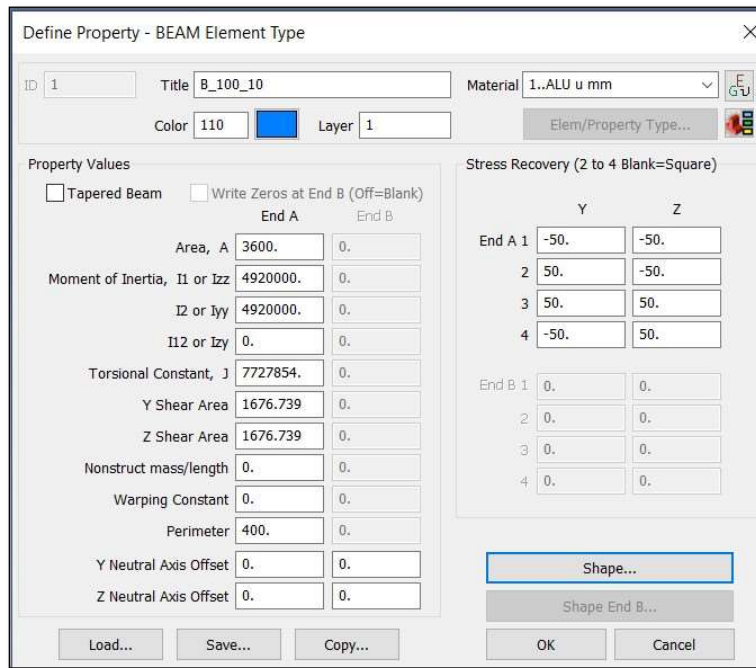 Define Property - BEAM Element Type
ID 1 Title B_100_10 Material 1..ALU u mm
Color 110 Layer 1 Elem/Property Type...
Property Values
Tapered Beam Write Zeros at End B (Off=Blank)
End A End B
Area, A 3600. 0.
Moment of Inertia, I1 or Izz 4920000. 0.
I2 or Iyy 4920000. 0.
I12 or Izy 0. 0.
Torsional Constant, J 7727854. 0.
Y Shear Area 1676.739 0.
Z Shear Area 1676.739 0.
Nonstruct mass/length 0. 0.
Warping Constant 0. 0.
Perimeter 400. 0.
Y Neutral Axis Offset 0. 0.
Z Neutral Axis Offset 0. 0.
Stress Recovery (2 to 4 Blank=Square)
Y Z
End A 1 -50. -50.
2 50. -50.
3 50. 50.
4 -50. 50.
End B 1 0. 0.
2 0. 0.
3 0. 0.
4 0. 0.
Shape...
Shape End B...
Load... Save... Copy... OK Cancel